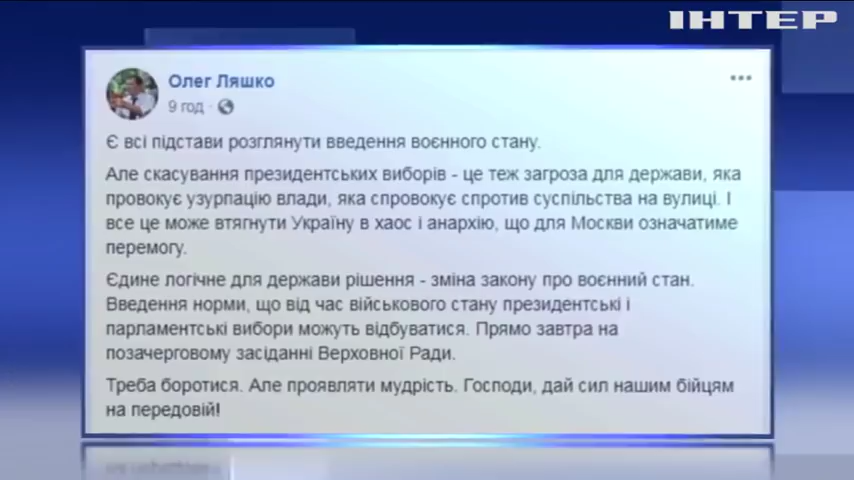 ІНТЕР
Олег Ляшко
9 год ·
Є всі підстави розглянути введення воєнного стану.
Але скасування президентських виборів - це теж загроза для держави, яка
провокує узурпацію влади, яка спровокує спротив суспільства на вулиці. І
все це може втягнути Україну в хаос і анархію, що для Москви означатиме
перемогу.
Єдине логічне для держави рішення - зміна закону про воєнний стан.
Введення норми, що від час військового стану президентські і
парламентські вибори можуть відбуватися. Прямо завтра на
позачерговому засіданні Верховної Ради.
Треба боротися. Але проявляти мудрість. Господи, дай сил нашим бійцям
на передовій!